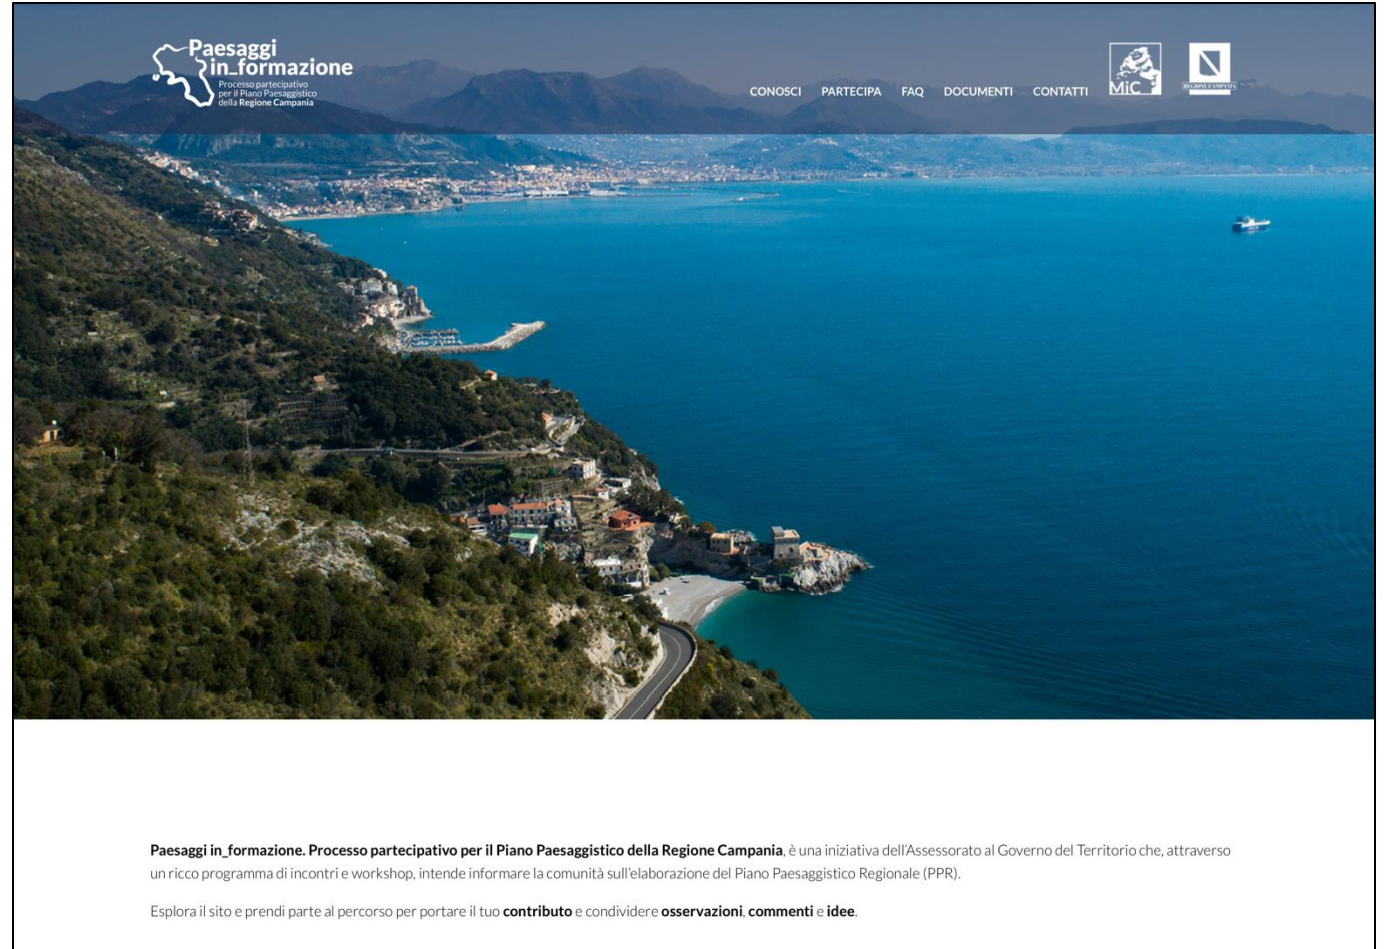 Paesaggi
in_formazione
Processo partecipativo
per il Piano Paesaggistico
della Regione Campania
CONOSCI PARTECIPA FAQ DOCUMENTI CONTATTI
MiC
REGIONE CAMPANIA
Paesaggi in_formazione. Processo partecipativo per il Piano Paesaggistico della Regione Campania, è una iniziativa dell’Assessorato al Governo del Territorio che, attraverso
un ricco programma di incontri e workshop, intende informare la comunità sull’elaborazione del Piano Paesaggistico Regionale (PPR).
Esplora il sito e prendi parte al percorso per portare il tuo contributo e condividere osservazioni, commenti e idee.